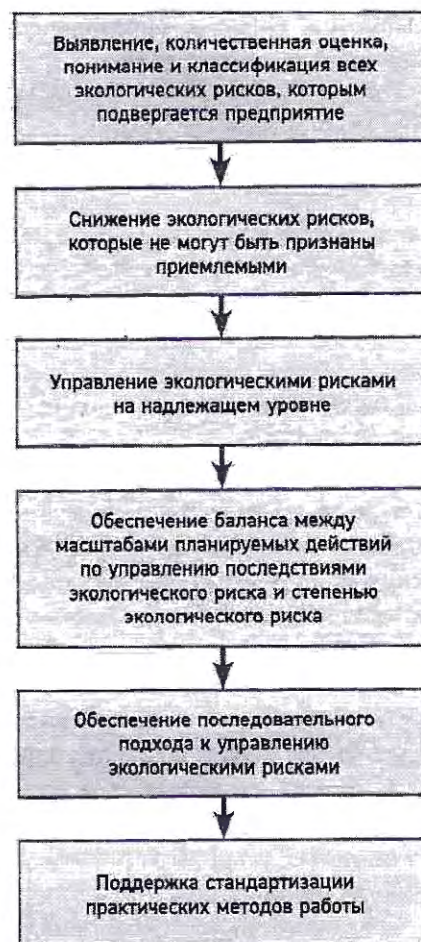 Выявление, количественная оценка,
понимание и классификация всех
экологических рисков, которым
подвергается предприятие
Снижение экологических рисков,
которые не могут быть признаны
приемлемыми
Управление экологическими рисками
на надлежащем уровне
Обеспечение баланса между
масштабами планируемых действий
по управлению последствиями
экологического риска и степенью
экологического риска
Обеспечение последовательного
подхода к управлению
экологическими рисками
Поддержка стандартизации
практических методов работы